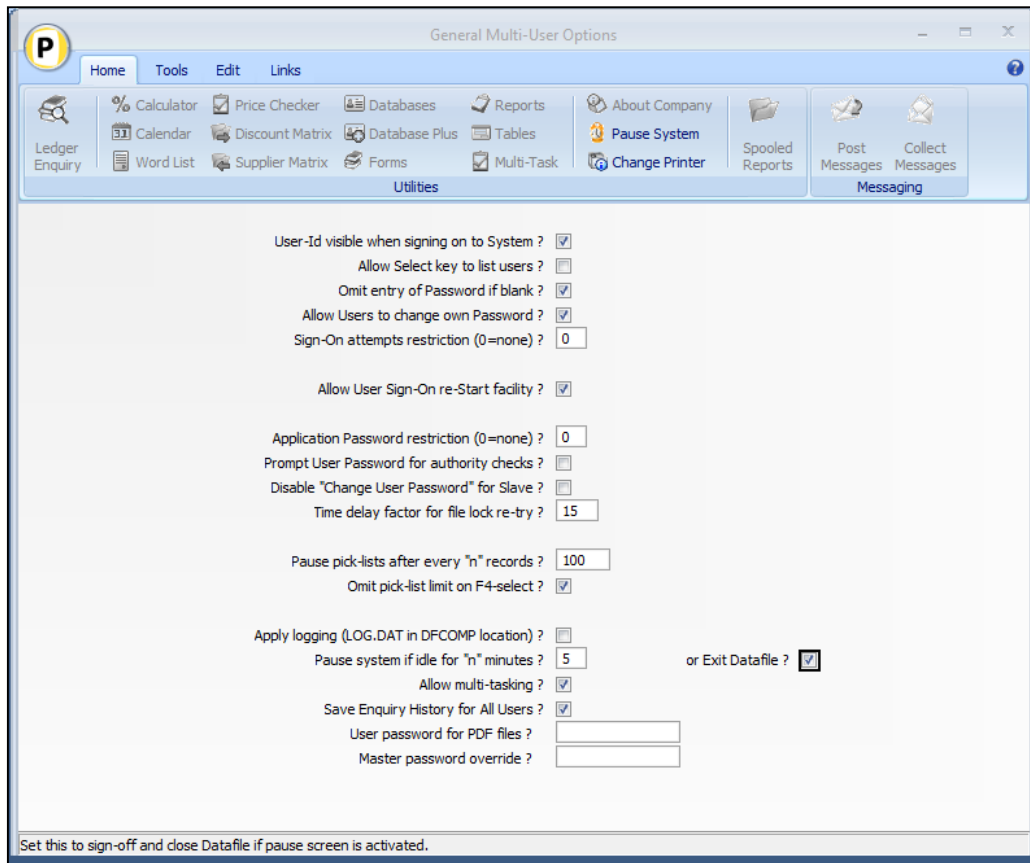 General Multi-User Options
P
Home Tools Edit Links
% Calculator Price Checker Databases Reports About Company
31 Calendar Discount Matrix Database Plus Tables Pause System
Ledger Enquiry Word List Supplier Matrix Forms Multi-Task Change Printer Spooled Reports Post Messages Collect Messages
Utilities Messaging
User-Id visible when signing on to System ?
Allow Select key to list users ?
Omit entry of Password if blank ?
Allow Users to change own Password ?
Sign-On attempts restriction (0=none) ? 0
Allow User Sign-On re-Start facility ?
Application Password restriction (0=none) ? 0
Prompt User Password for authority checks ?
Disable "Change User Password" for Slave ?
Time delay factor for file lock re-try ? 15
Pause pick-lists after every "n" records ? 100
Omit pick-list limit on F4-select ?
Apply logging (LOG.DAT in DFCOMP location) ?
Pause system if idle for "n" minutes ? 5 or Exit Datafile ?
Allow multi-tasking ?
Save Enquiry History for All Users ?
User password for PDF files ?
Master password override ?
Set this to sign-off and close Datafile if pause screen is activated.